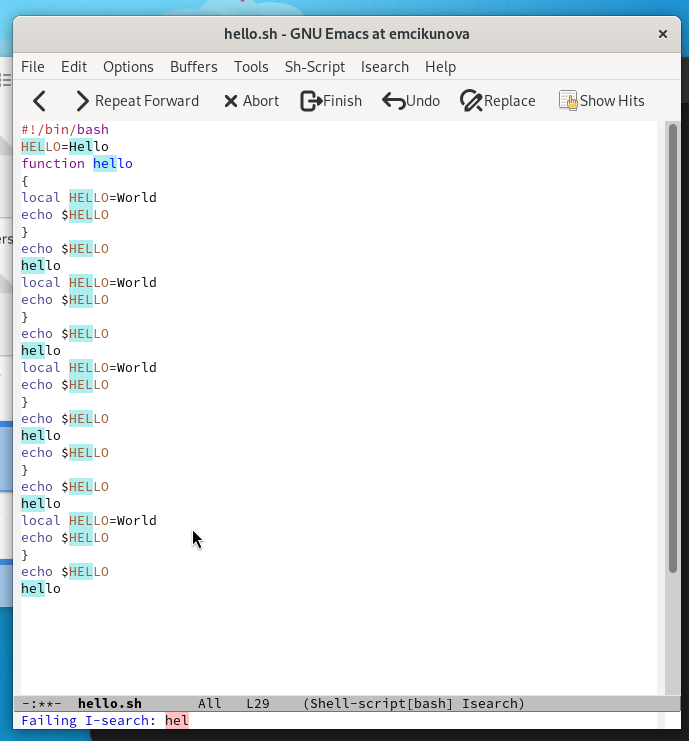 hello.sh - GNU Emacs at emcikunova
File Edit Options Buffers Tools Sh-Script Isearch Help
Repeat Forward Abort Finish Undo Replace Show Hits
#!/bin/bash
HELLO=Hello
function hello
{
local HELLO=World
echo $HELLO
}
echo $HELLO
hello
local HELLO=World
echo $HELLO
}
echo $HELLO
hello
local HELLO=World
echo $HELLO
}
echo $HELLO
hello
echo $HELLO
}
echo $HELLO
hello
local HELLO=World
echo $HELLO
}
echo $HELLO
hello
-:**- hello.sh All L29 (Shell-script[bash] Isearch)
Failing I-search: hel